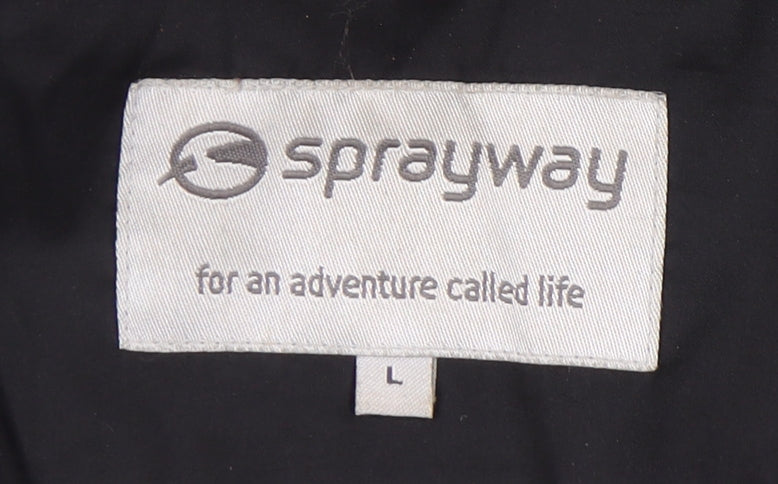 sprayway
for an adventure called life
L